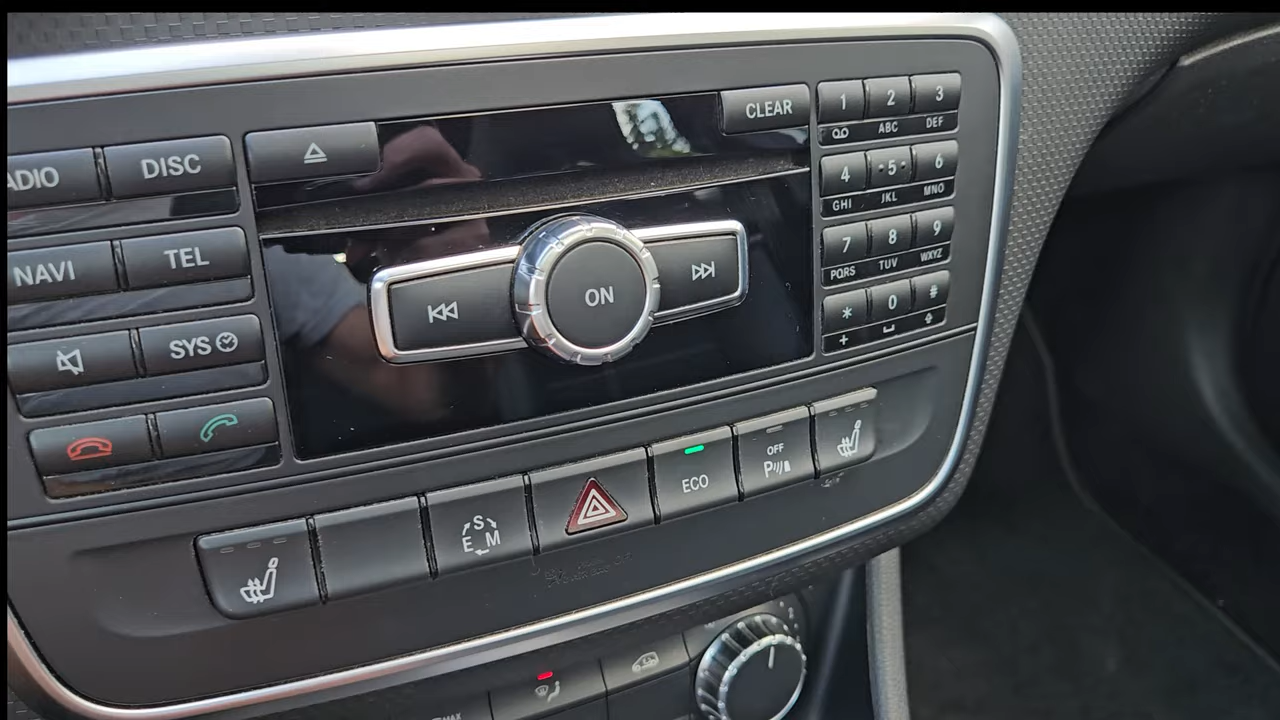 CLEAR
1
2
3
ABC
DEF
ADIO
DISC
4
5
6
GHI
JKL
MNO
NAVI
TEL
7
8
9
PQRS
TUV
WXYZ
ON
*
0
#
+
SYS
ECO
OFF
P
S
E M
MAX